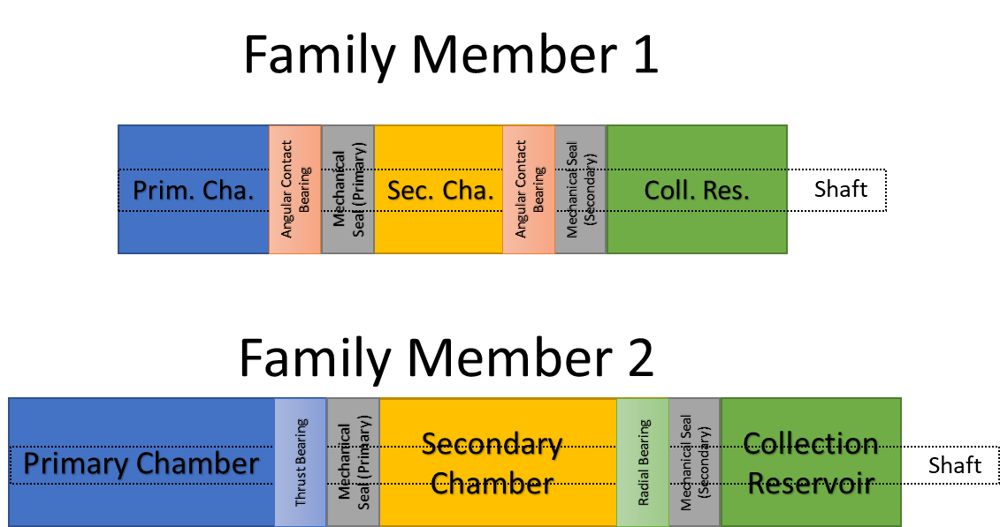 Family Member 1
Prim. Cha.
Angular Contact
Bearing
Mechanical
Seal (Primary)
Sec. Cha.
Angular Contact
Bearing
Mechanical Seal
(Secondary)
Coll. Res.
Shaft
Family Member 2
Primary Chamber
Thrust Bearing
Mechanical
Seal (Primary)
Secondary
Chamber
Radial Bearing
Mechanical Seal
(Secondary)
Collection
Reservoir
Shaft